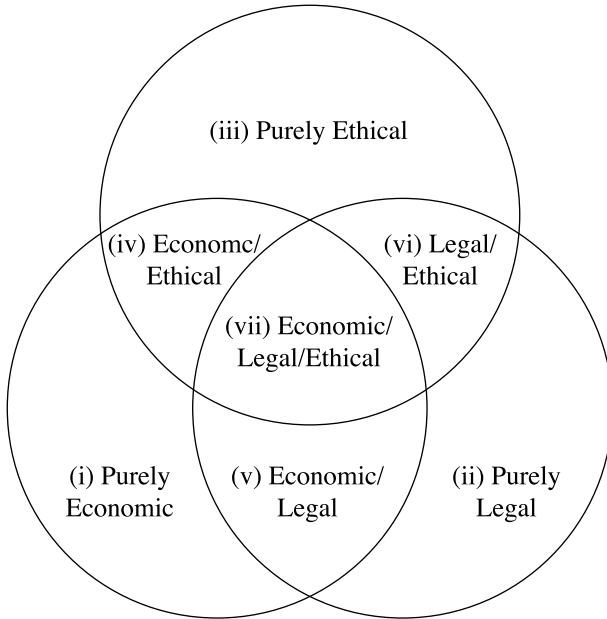 (iii) Purely Ethical
(iv) Economc/
Ethical
(vi) Legal/
Ethical
(vii) Economic/
Legal/Ethical
(i) Purely
Economic
(v) Economic/
Legal
(ii) Purely
Legal